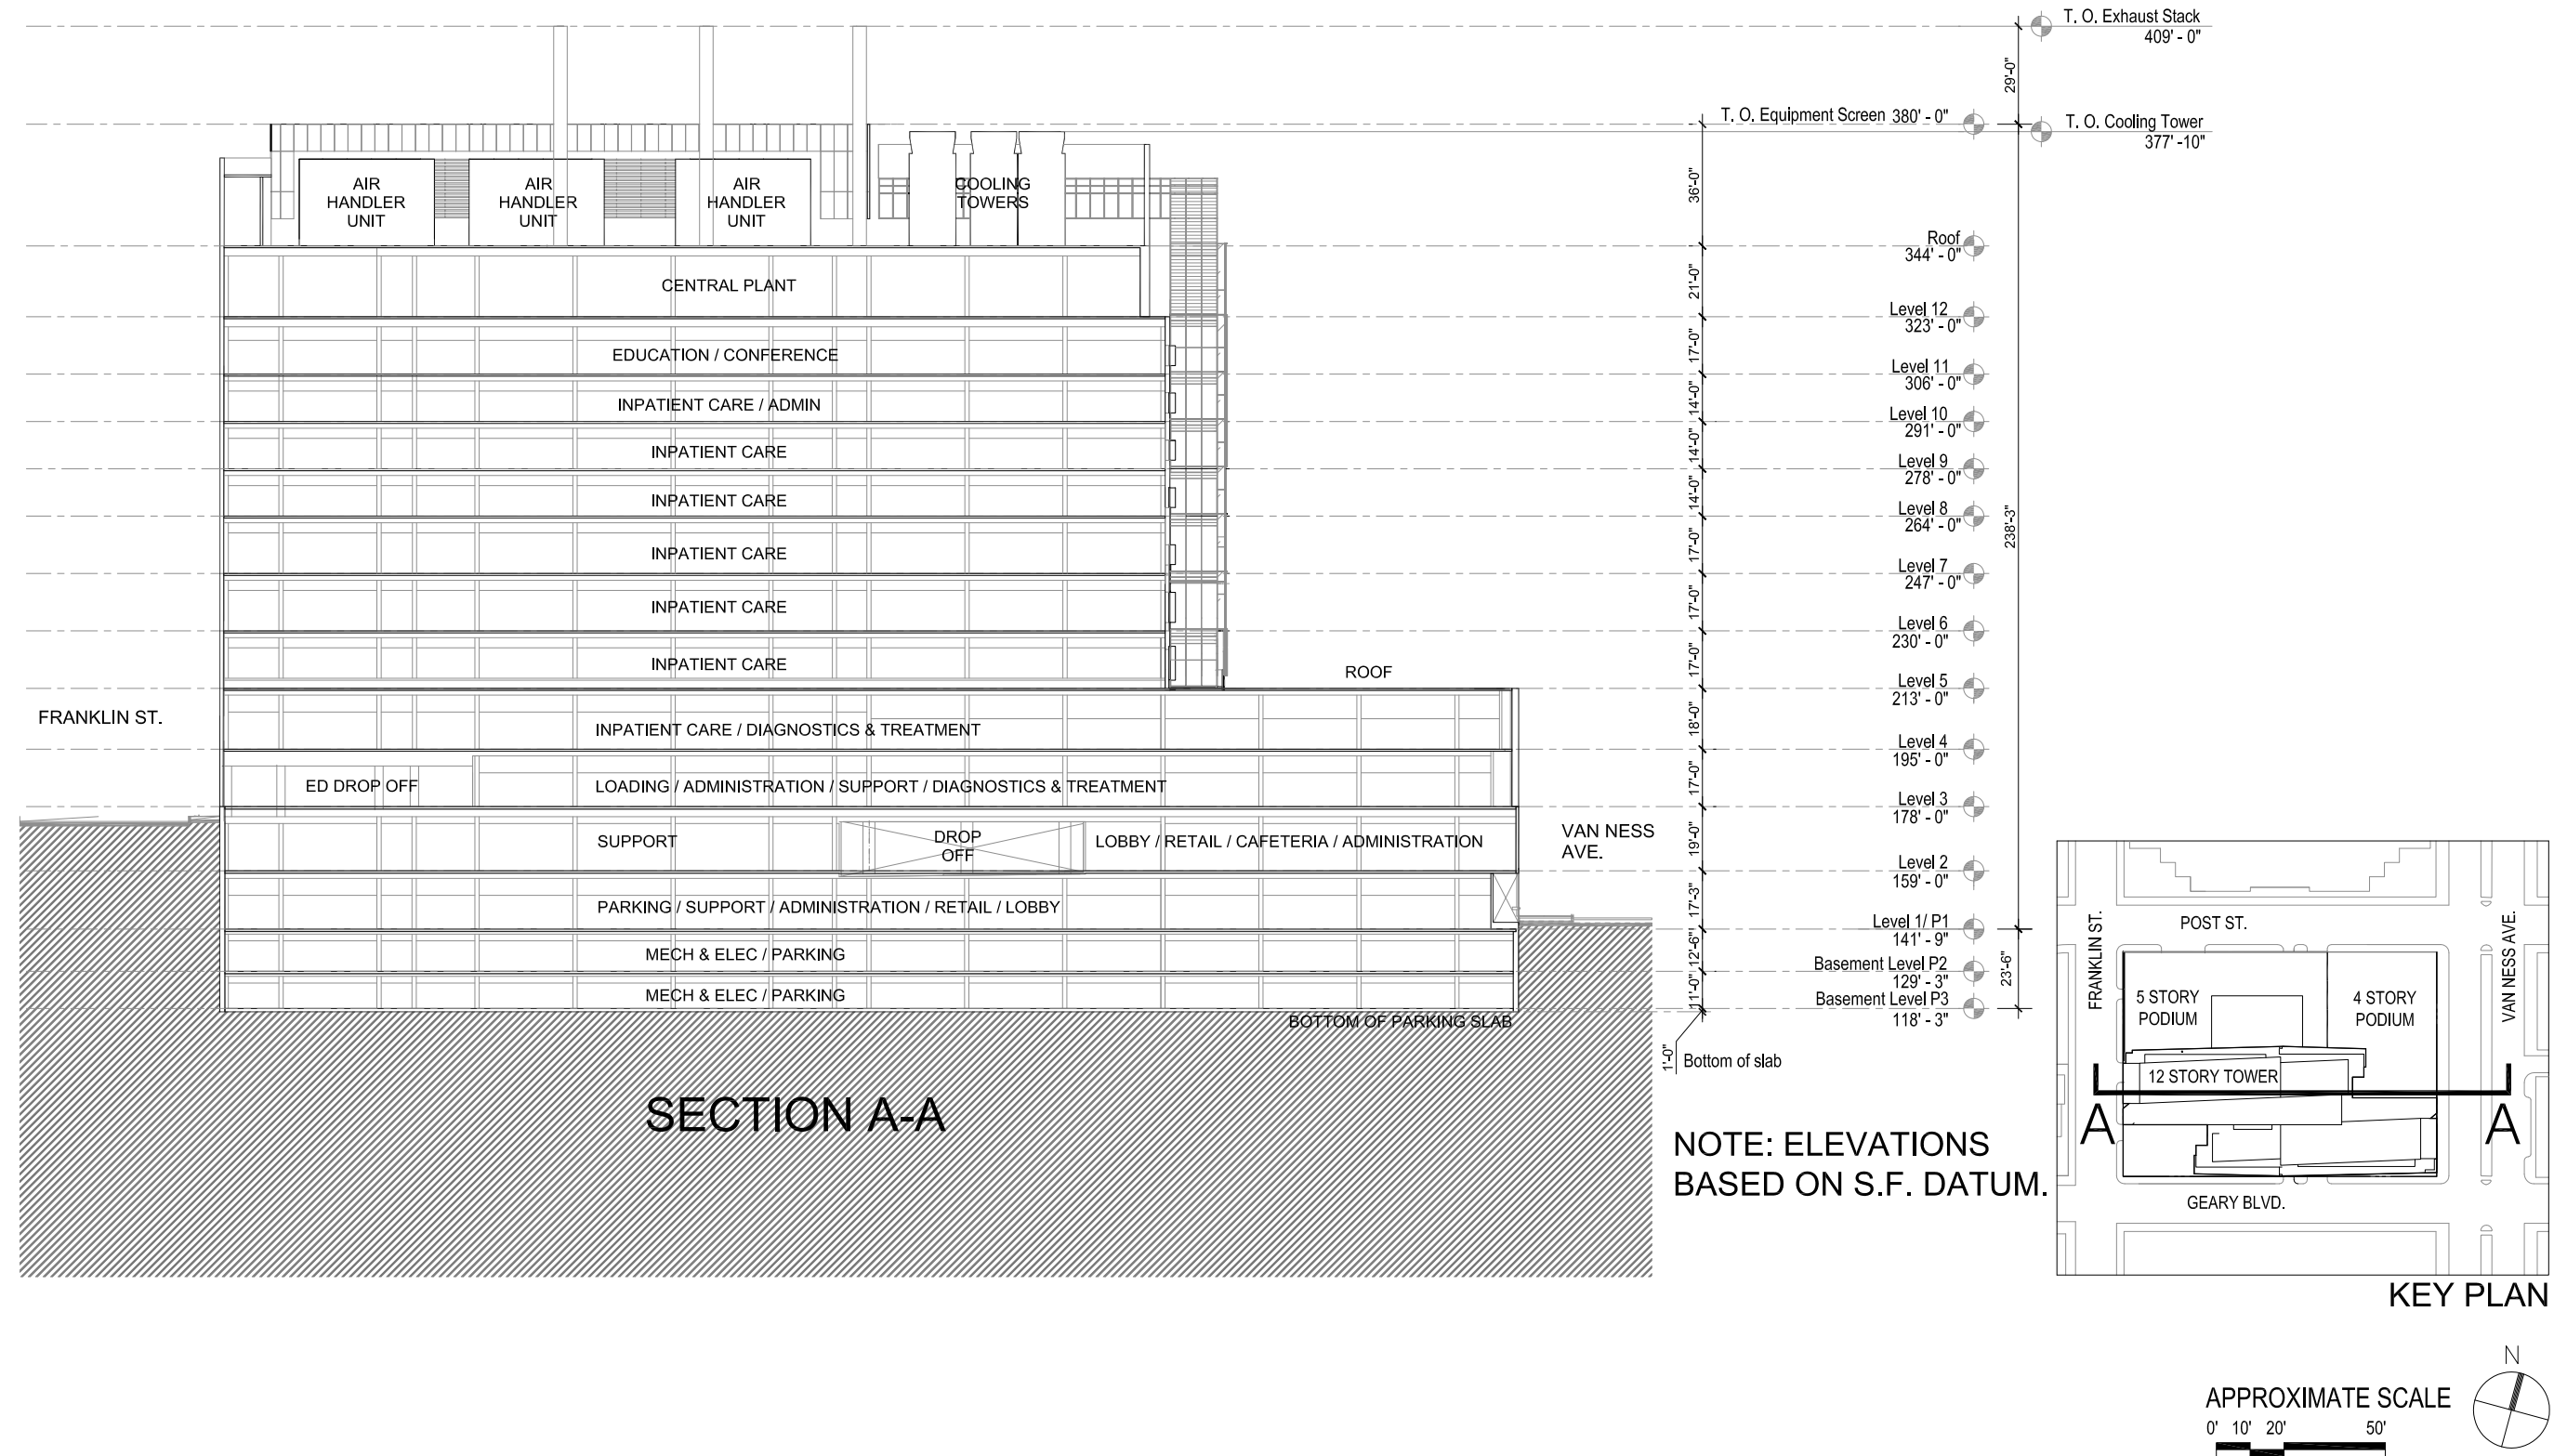 T. O. Exhaust Stack
409' - 0"
29'-0"
T. O. Equipment Screen 380' - 0"
T. O. Cooling Tower
377' -10"
AIR
HANDLER
UNIT
AIR
HANDLER
UNIT
AIR
HANDLER
UNIT
COOLING
TOWERS
36'-0"
Roof
344' - 0"
CENTRAL PLANT
21'-0"
Level 12
323' - 0"
EDUCATION / CONFERENCE
17'-0"
Level 11
306' - 0"
INPATIENT CARE / ADMIN
14'-0"
Level 10
291' - 0"
INPATIENT CARE
14'-0"
Level 9
278' - 0"
INPATIENT CARE
14'-0"
Level 8
264' - 0"
238'-3"
INPATIENT CARE
17'-0"
Level 7
247' - 0"
INPATIENT CARE
17'-0"
Level 6
230' - 0"
INPATIENT CARE
17'-0"
ROOF
Level 5
213' - 0"
FRANKLIN ST.
INPATIENT CARE / DIAGNOSTICS & TREATMENT
18'-0"
Level 4
195' - 0"
ED DROP OFF
LOADING / ADMINISTRATION / SUPPORT / DIAGNOSTICS & TREATMENT
17'-0"
Level 3
178' - 0"
SUPPORT
DROP
OFF
LOBBY / RETAIL / CAFETERIA / ADMINISTRATION
VAN NESS
AVE.
19'-0"
Level 2
159' - 0"
PARKING / SUPPORT / ADMINISTRATION / RETAIL / LOBBY
17'-3"
Level 1/ P1
141' - 9"
MECH & ELEC / PARKING
12'-6"
Basement Level P2
129' - 3"
23'-6"
MECH & ELEC / PARKING
11'-0"
Basement Level P3
118' - 3"
BOTTOM OF PARKING SLAB
1'-0"
Bottom of slab
SECTION A-A
NOTE: ELEVATIONS
BASED ON S.F. DATUM.
POST ST.
FRANKLIN ST.
VAN NESS AVE.
5 STORY
PODIUM
4 STORY
PODIUM
12 STORY TOWER
A
A
GEARY BLVD.
KEY PLAN
N
APPROXIMATE SCALE
0' 10' 20' 50'